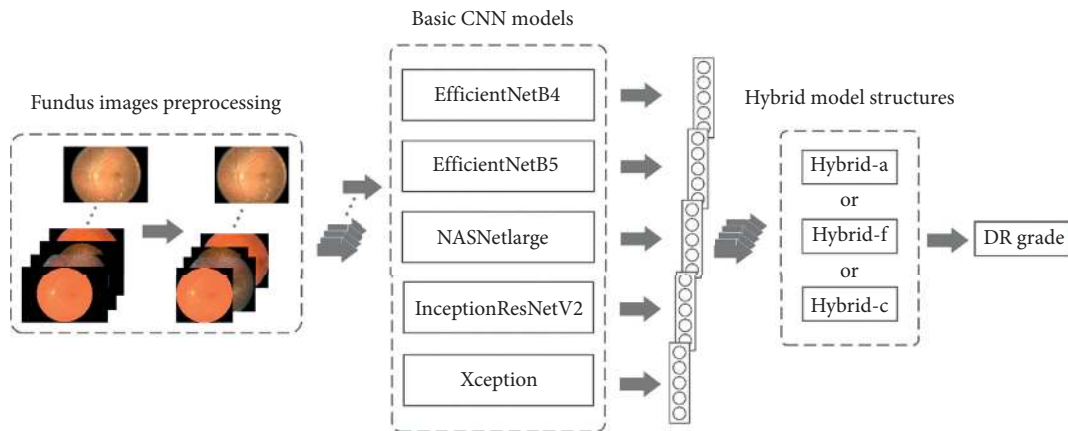 Basic CNN models
Fundus images preprocessing
EfficientNetB4
EfficientNetB5
NASNetlarge
InceptionResNetV2
Xception
Hybrid model structures
Hybrid-a
or
Hybrid-f
or
Hybrid-c
DR grade